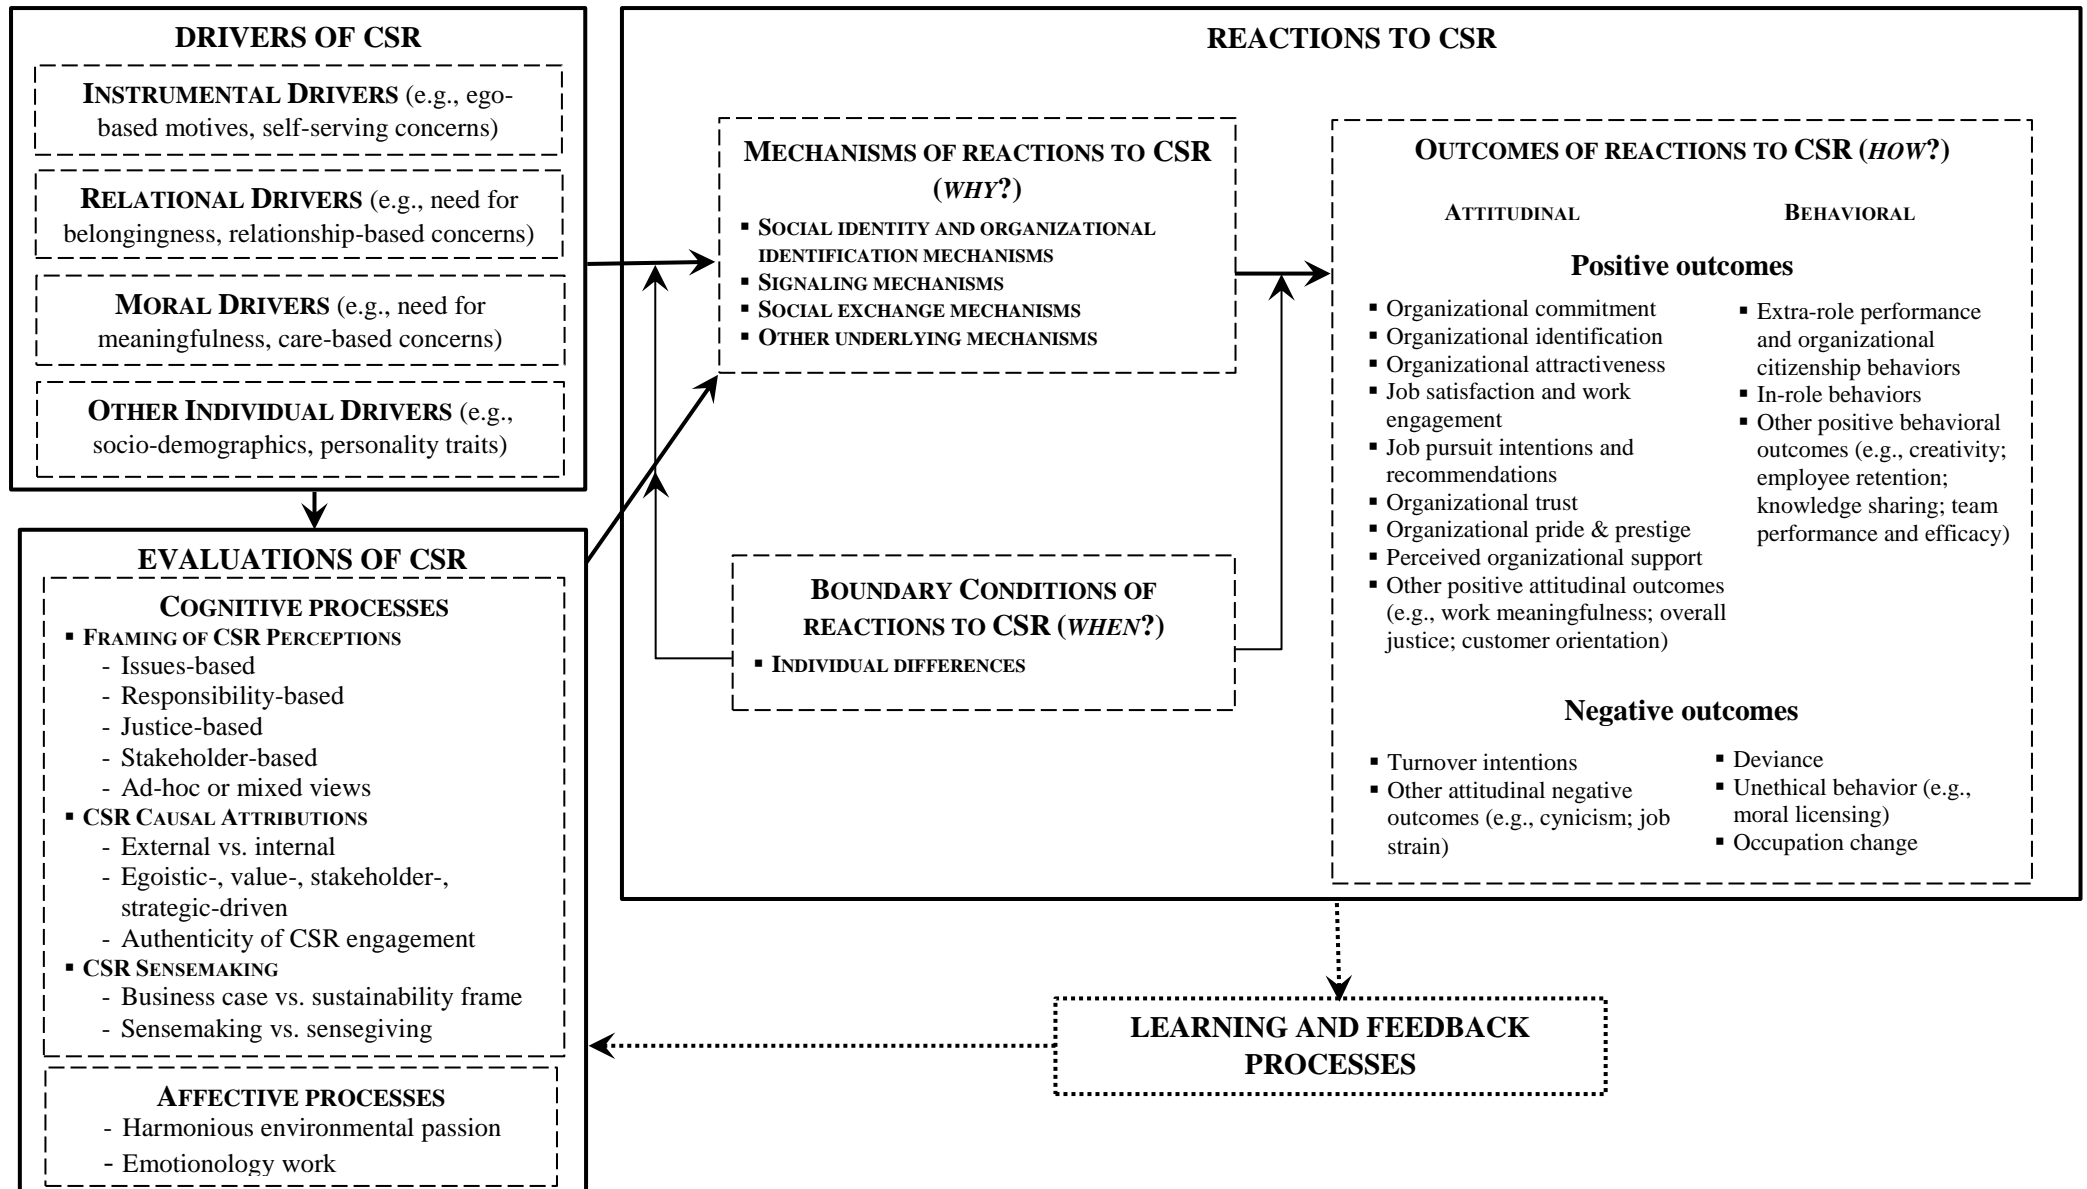 DRIVERS OF CSR
INSTRUMENTAL DRIVERS (e.g., ego-
based motives, self-serving concerns)
RELATIONAL DRIVERS (e.g., need for
belongingness, relationship-based concerns)
MORAL DRIVERS (e.g., need for
meaningfulness, care-based concerns)
OTHER INDIVIDUAL DRIVERS (e.g.,
socio-demographics, personality traits)
EVALUATIONS OF CSR
COGNITIVE PROCESSES
▪ FRAMING OF CSR PERCEPTIONS
- Issues-based
- Responsibility-based
- Justice-based
- Stakeholder-based
- Ad-hoc or mixed views
▪ CSR CAUSAL ATTRIBUTIONS
- External vs. internal
- Egoistic-, value-, stakeholder-,
strategic-driven
- Authenticity of CSR engagement
▪ CSR SENSEMAKING
- Business case vs. sustainability frame
- Sensemaking vs. sensegiving
AFFECTIVE PROCESSES
- Harmonious environmental passion
- Emotionology work
REACTIONS TO CSR
MECHANISMS OF REACTIONS TO CSR
(WHY?)
▪ SOCIAL IDENTITY AND ORGANIZATIONAL
IDENTIFICATION MECHANISMS
▪ SIGNALING MECHANISMS
▪ SOCIAL EXCHANGE MECHANISMS
▪ OTHER UNDERLYING MECHANISMS
BOUNDARY CONDITIONS OF
REACTIONS TO CSR (WHEN?)
▪ INDIVIDUAL DIFFERENCES
OUTCOMES OF REACTIONS TO CSR (HOW?)
ATTITUDINAL
BEHAVIORAL
Positive outcomes
▪ Organizational commitment
▪ Organizational identification
▪ Organizational attractiveness
▪ Job satisfaction and work
engagement
▪ Job pursuit intentions and
recommendations
▪ Organizational trust
▪ Organizational pride & prestige
▪ Perceived organizational support
▪ Other positive attitudinal outcomes
(e.g., work meaningfulness; overall
justice; customer orientation)
▪ Extra-role performance
and organizational
citizenship behaviors
▪ In-role behaviors
▪ Other positive behavioral
outcomes (e.g., creativity;
employee retention;
knowledge sharing; team
performance and efficacy)
Negative outcomes
▪ Turnover intentions
▪ Other attitudinal negative
outcomes (e.g., cynicism; job
strain)
▪ Deviance
▪ Unethical behavior (e.g.,
moral licensing)
▪ Occupation change
LEARNING AND FEEDBACK
PROCESSES